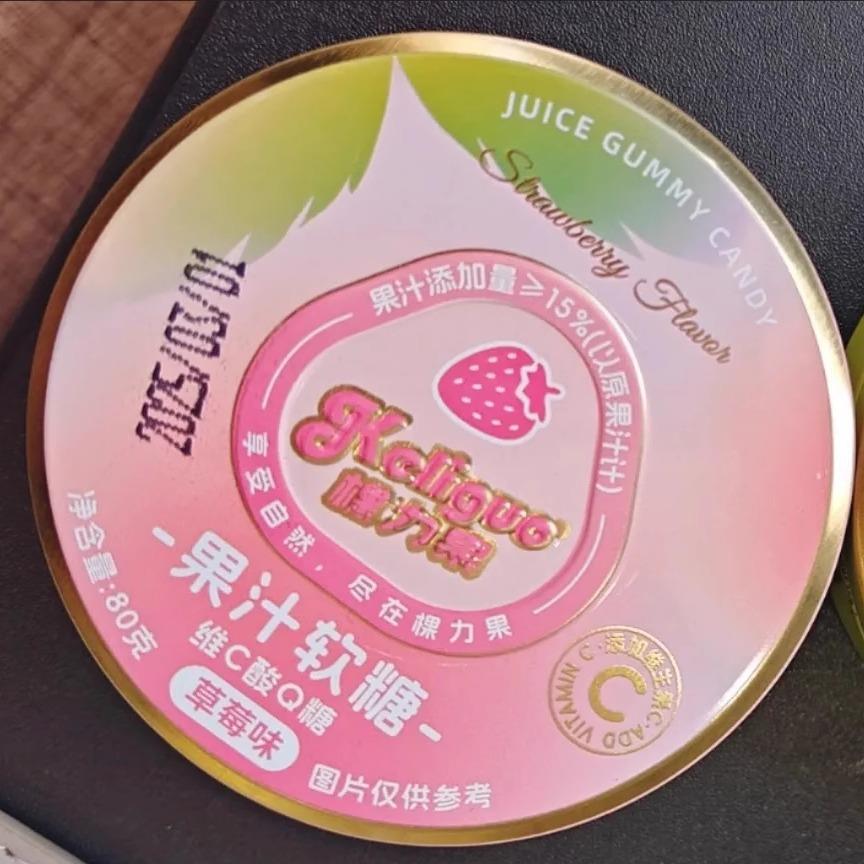 JUICE GUMMY CANDY
Strawberry Flavor
2025/03/01
果汁添加量≥15%(以原果汁计)
Keliguo
棵力果
享受自然，尽在棵力果
净含量:80克
-果汁软糖-
维C酸Q糖
草莓味
图片仅供参考
添加维生素C·ADD VITAMIN C·
C